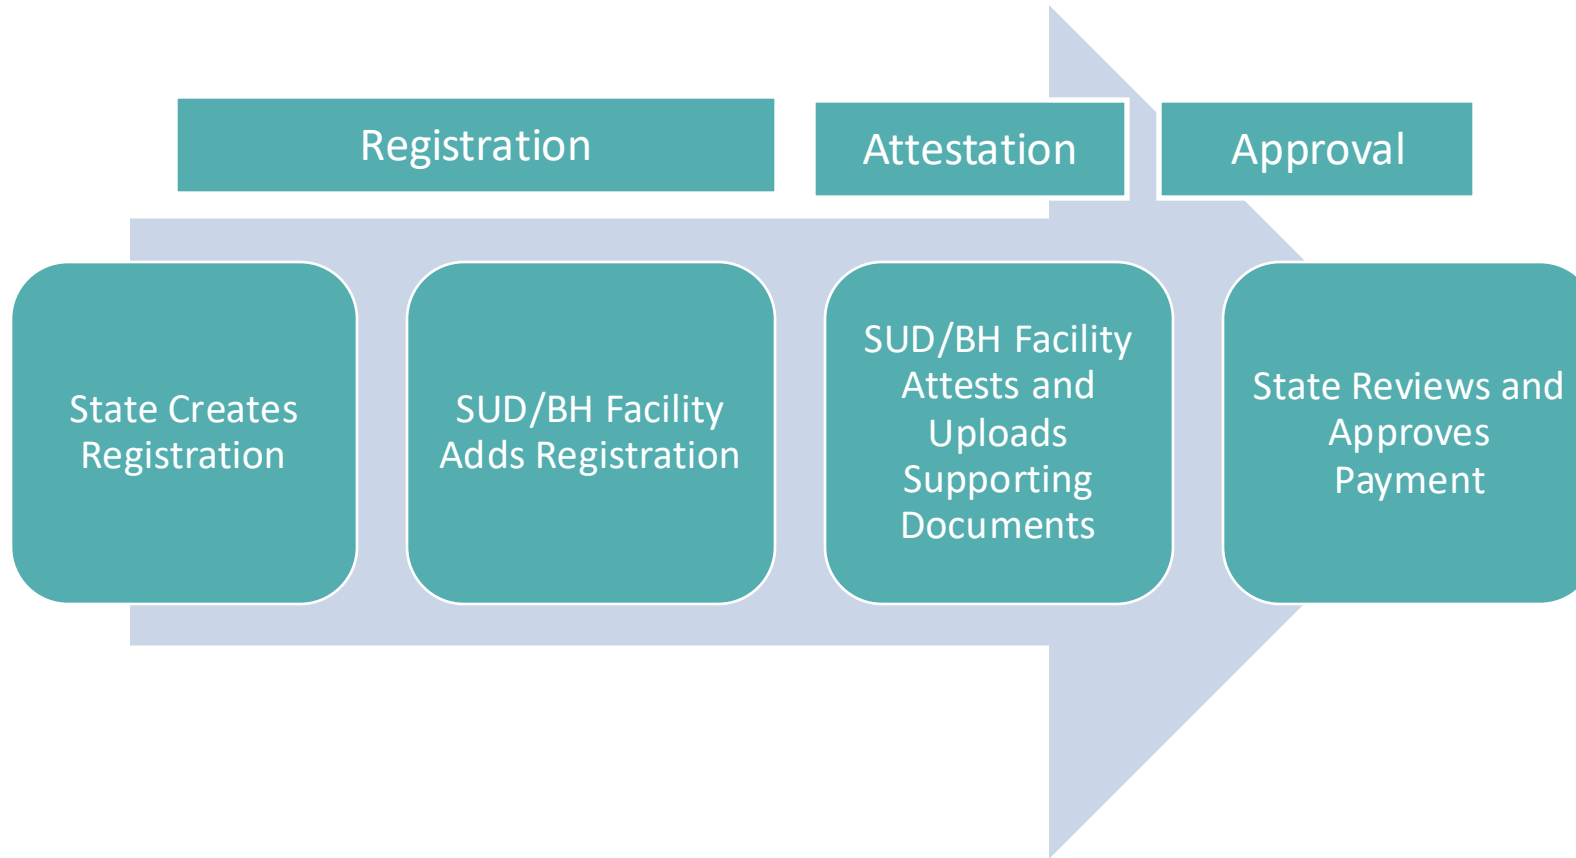 Registration
Attestation
Approval
State Creates
Registration
SUD/BH Facility
Adds Registration
SUD/BH Facility
Attests and
Uploads
Supporting
Documents
State Reviews and
Approves
Payment